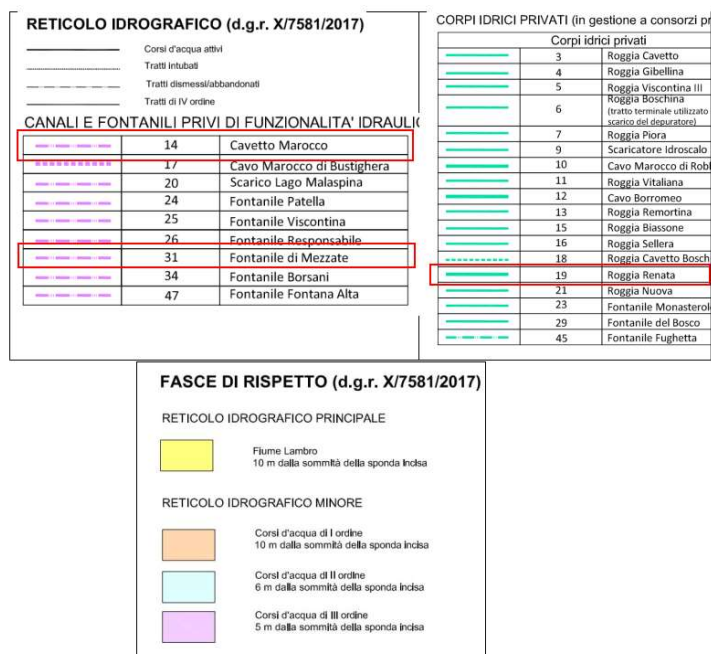 RETICOLO IDROGRAFICO (d.g.r. X/7581/2017)
Corsi d'acqua attivi
Tratti intubati
Tratti dismessi/abbandonati
Tratti di IV ordine
CANALI E FONTANILI PRIVI DI FUNZIONALITA' IDRAULIC
14 Cavetto Marocco
17 Cavo Marocco di Bustighera
20 Scarico Lago Malaspina
24 Fontanile Patella
25 Fontanile Viscontina
26 Fontanile Responsabile
31 Fontanile di Mezzate
34 Fontanile Borsani
47 Fontanile Fontana Alta
CORPI IDRICI PRIVATI (in gestione a consorzi pr
Corpi idrici privati
3 Roggia Cavetto
4 Roggia Gibellina
5 Roggia Viscontina III
6 Roggia Boschina
(tratto terminale utilizzato
scarico del depuratore)
7 Roggia Piora
9 Scaricatore Idroscalo
10 Cavo Marocco di Robb
11 Roggia Vitaliana
12 Cavo Borromeo
13 Roggia Remortina
15 Roggia Biassone
16 Roggia Sellera
18 Roggia Cavetto Bosch
19 Roggia Renata
21 Roggia Nuova
23 Fontanile Monasterol
29 Fontanile del Bosco
45 Fontanile Fughetta
FASCE DI RISPETTO (d.g.r. X/7581/2017)
RETICOLO IDROGRAFICO PRINCIPALE
Fiume Lambro
10 m dalla sommità della sponda incisa
RETICOLO IDROGRAFICO MINORE
Corsi d'acqua di I ordine
10 m dalla sommità della sponda incisa
Corsi d'acqua di II ordine
6 m dalla sommità della sponda incisa
Corsi d'acqua di III ordine
5 m dalla sommità della sponda incisa